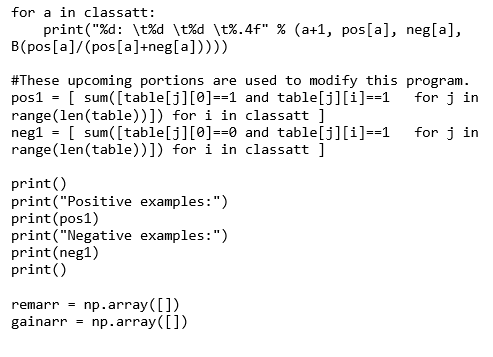 for a in classatt:
    print("%d: \t%d \t%d \t%.4f" % (a+1, pos[a], neg[a],
B(pos[a]/(pos[a]+neg[a]))))

#These upcoming portions are used to modify this program.
pos1 = [ sum([table[j][0]==1 and table[j][i]==1   for j in
range(len(table))]) for i in classatt ]
neg1 = [ sum([table[j][0]==0 and table[j][i]==1   for j in
range(len(table))]) for i in classatt ]

print()
print("Positive examples:")
print(pos1)
print("Negative examples:")
print(neg1)
print()

remarr = np.array([])
gainarr = np.array([])